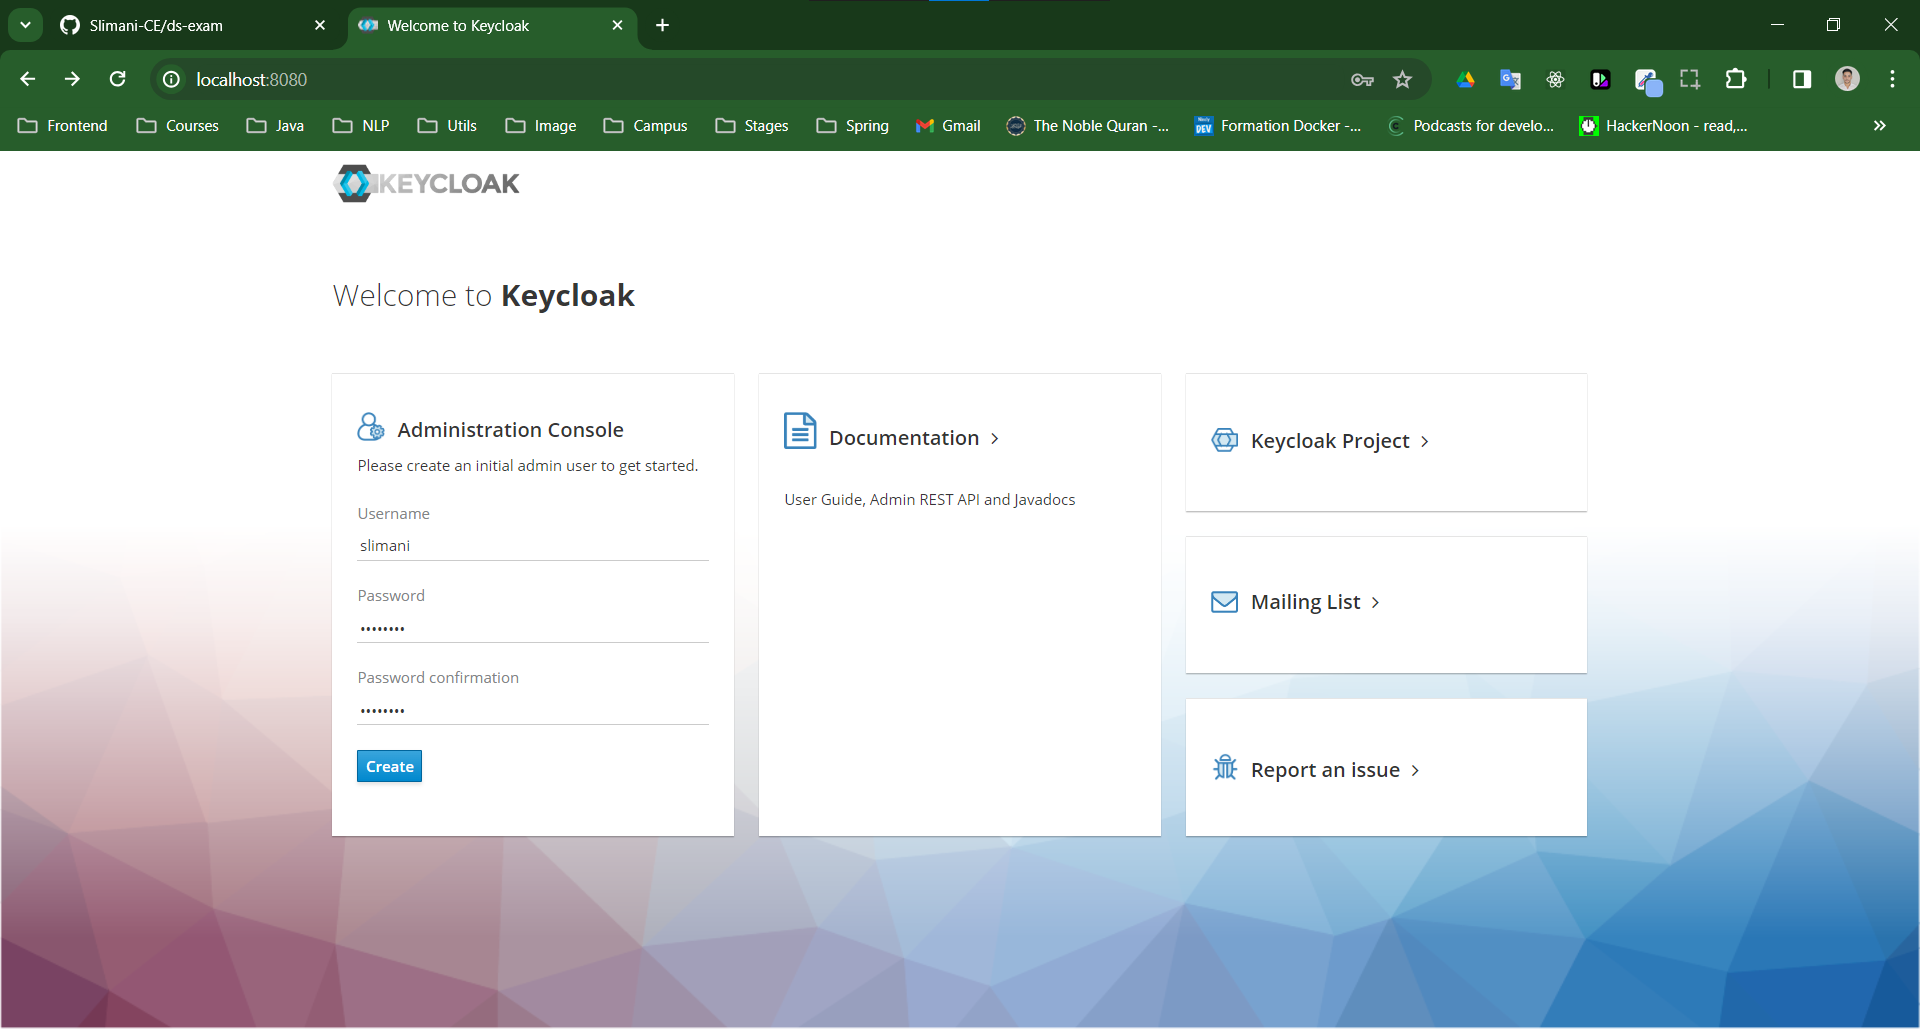 Slimani-CE/ds-exam
Welcome to Keycloak
localhost:8080
Frontend
Courses
Java
NLP
Utils
Image
Campus
Stages
Spring
Gmail
The Noble Quran -...
Formation Docker -...
Podcasts for develo...
HackerNoon - read,...
KEYCLOAK
Welcome to Keycloak
Administration Console
Please create an initial admin user to get started.
Username
slimani
Password
••••••••
Password confirmation
••••••••
Create
Documentation
User Guide, Admin REST API and Javadocs
Keycloak Project
Mailing List
Report an issue